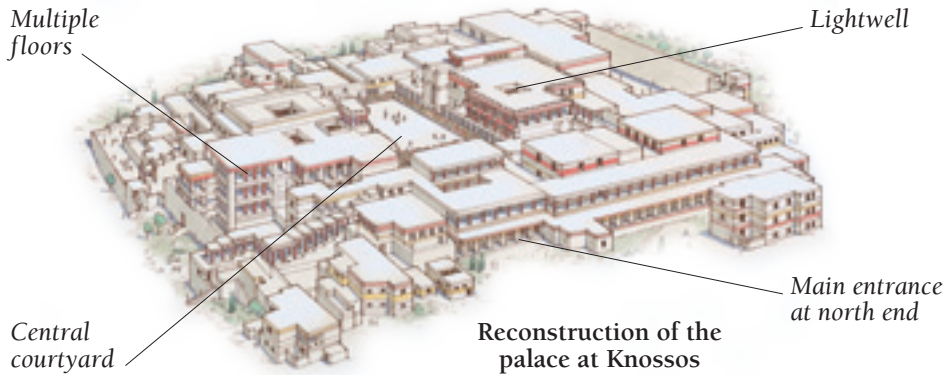 Multiple
floors
Lightwell
Central
courtyard
Reconstruction of the
palace at Knossos
Main entrance
at north end